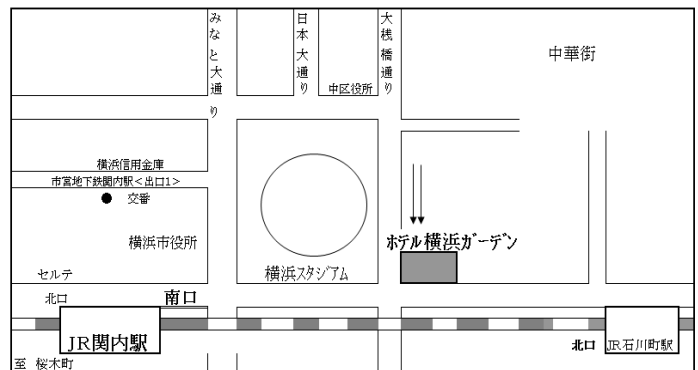 みなと大通り
日本大通り
大桟橋通り
中華街
中区役所
横浜信用金庫
市営地下鉄関内駅<出口1>
交番
横浜市役所
ホテル横浜ガーデン
セルテ
横浜スタジアム
北口
南口
JR関内駅
北口
JR石川町駅
至 桜木町